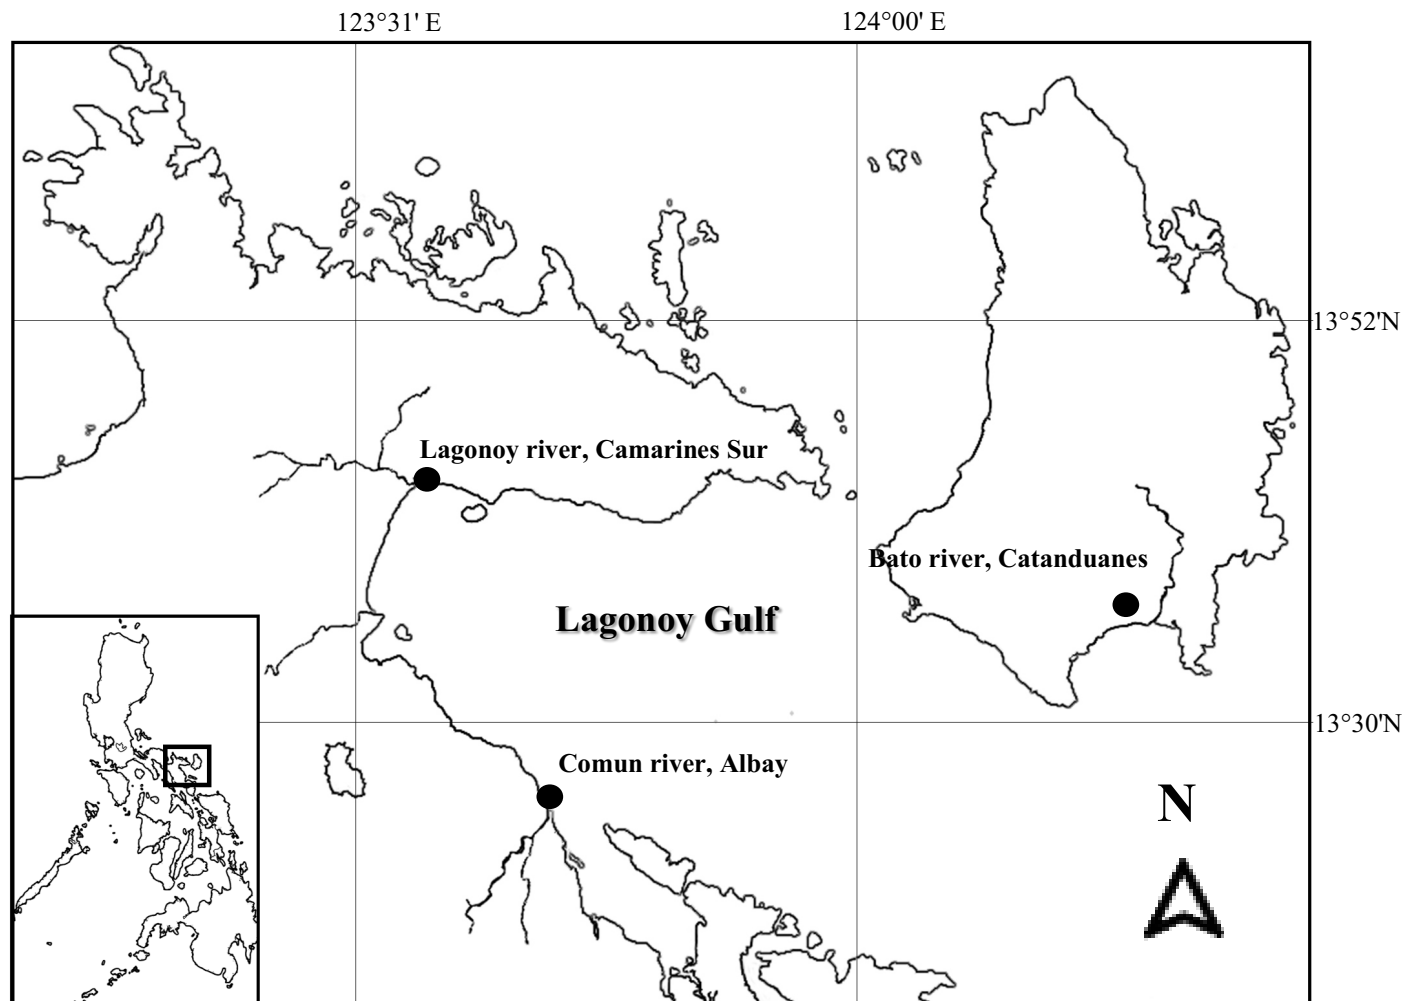 123°31' E
124°00' E
13°52'N
Lagonoy river, Camarines Sur
Bato river, Catanduanes
Lagonoy Gulf
13°30'N
Comun river, Albay
N